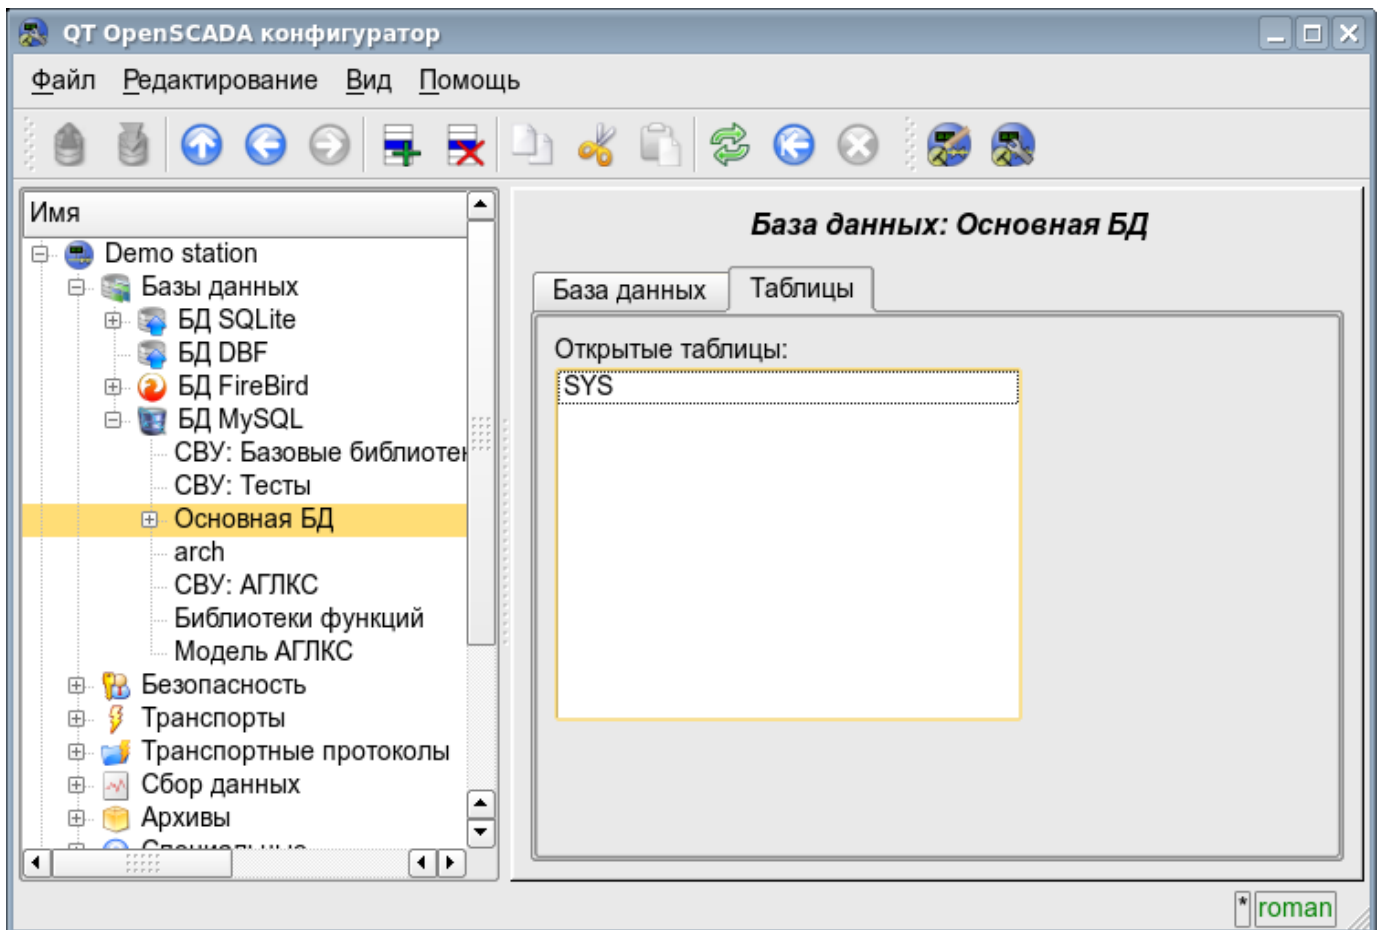 QT OpenSCADA конфигуратор
Файл Редактирование Вид Помощь
Имя
Demo station
Базы данных
БД SQLite
БД DBF
БД FireBird
БД MySQL
СВУ: Базовые библиотек
СВУ: Тесты
Основная БД
arch
СВУ: АГЛКС
Библиотеки функций
Модель АГЛКС
Безопасность
Транспорты
Транспортные протоколы
Сбор данных
Архивы
База данных: Основная БД
База данных Таблицы
Открытые таблицы:
SYS
* roman